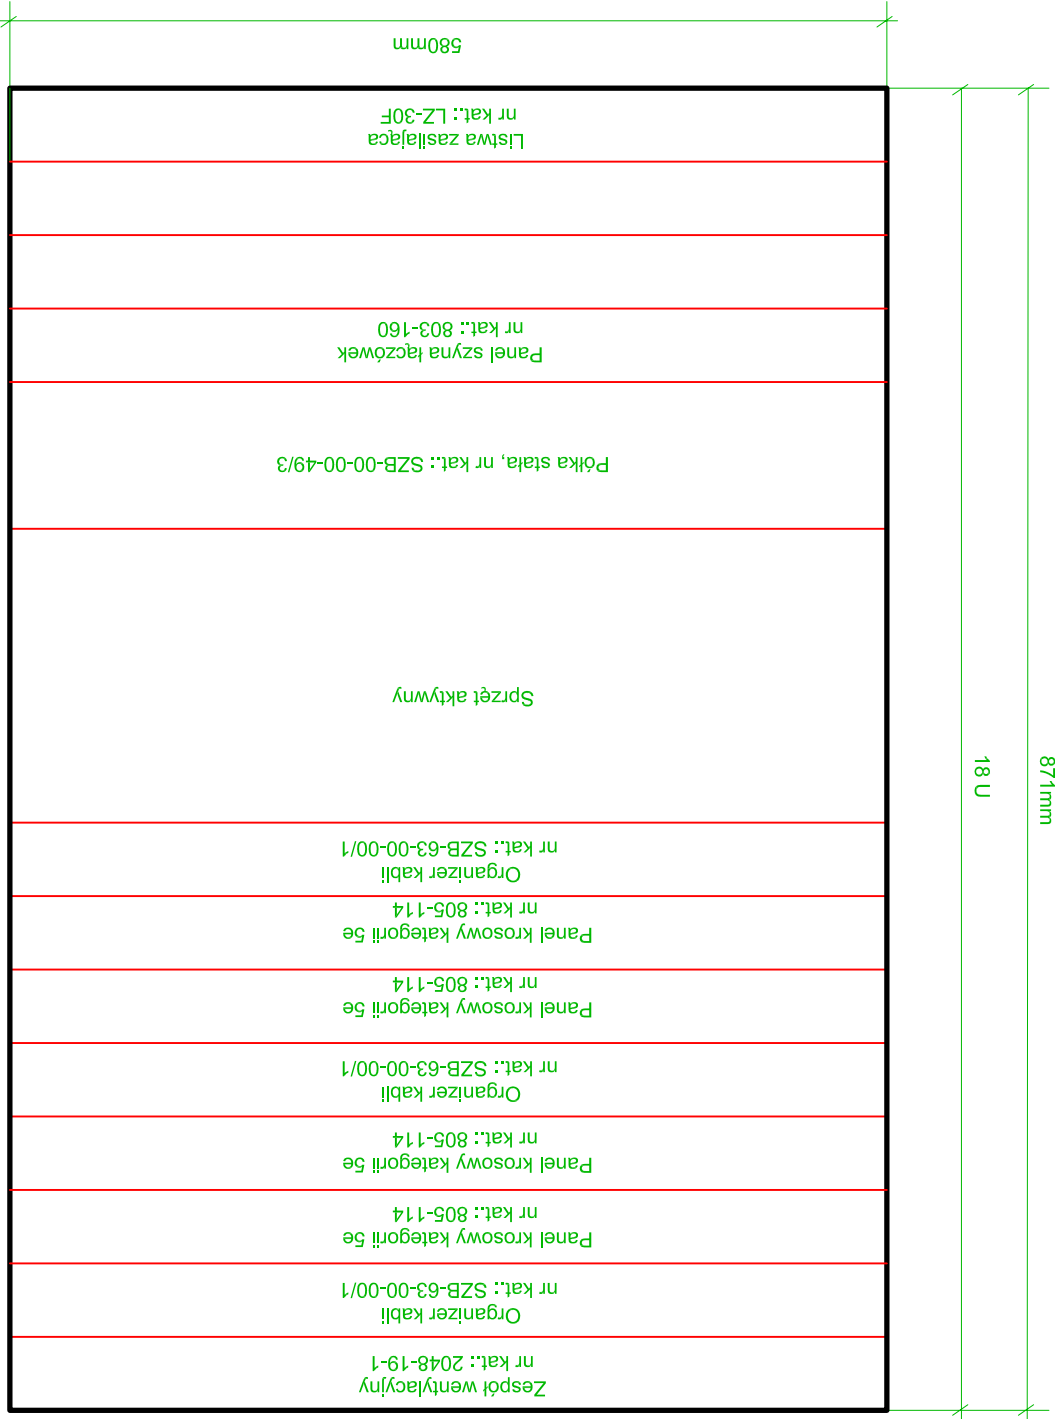 Zespół wentylacyjny
nr kat.: 2048-19-1
Organizer kabli
nr kat.: SZB-63-00-00/1
Panel krosowy kategorii 5e
nr kat.: 805-114
Panel krosowy kategorii 5e
nr kat.: 805-114
Organizer kabli
nr kat.: SZB-63-00-00/1
Panel krosowy kategorii 5e
nr kat.: 805-114
Panel krosowy kategorii 5e
nr kat.: 805-114
Organizer kabli
nr kat.: SZB-63-00-00/1
Sprzęt aktywny
Półka stała, nr kat.: SZB-00-00-49/3
Panel szyna łączówek
nr kat.: 803-160
Listwa zasilająca
nr kat.: LZ-30F
580mm
18 U
871mm